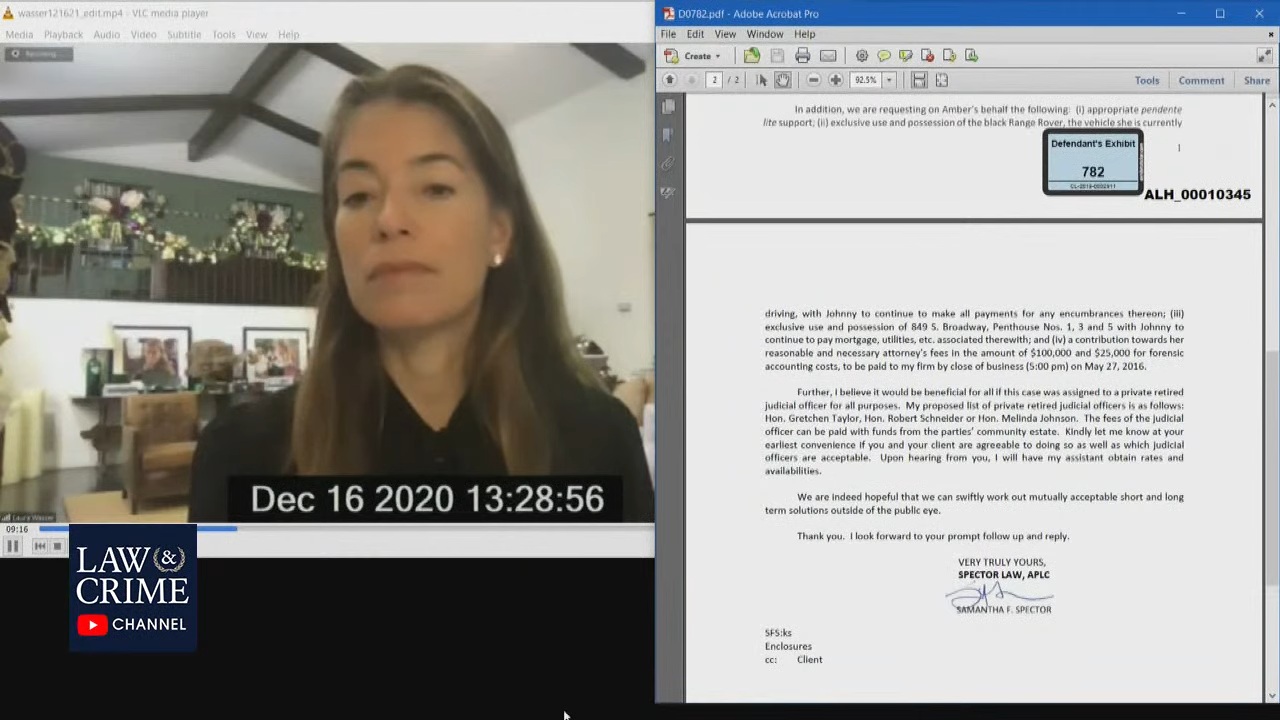 wasser121621_edit.mp4 - VLC media player
Media Playback Audio Video Subtitle Tools View Help
Recording...
Dec 16 2020 13:28:56
Laura Wasser
09:16
LAW &
CRIME
CHANNEL
D0782.pdf - Adobe Acrobat Pro
File Edit View Window Help
Create
2 / 2 92.5% Tools Comment Share
In addition, we are requesting on Amber's behalf the following: (i) appropriate pendente
lite support; (ii) exclusive use and possession of the black Range Rover, the vehicle she is currently
Defendant's Exhibit
782
ALH_00010345
driving, with Johnny to continue to make all payments for any encumbrances thereon; (iii)
exclusive use and possession of 849 S. Broadway, Penthouse Nos. 1, 3 and 5 with Johnny to
continue to pay mortgage, utilities, etc. associated therewith; and (iv) a contribution towards her
reasonable and necessary attorney's fees in the amount of $100,000 and $25,000 for forensic
accounting costs, to be paid to my firm by close of business (5:00 pm) on May 27, 2016.
Further, I believe it would be beneficial for all if this case was assigned to a private retired
judicial officer for all purposes. My proposed list of private retired judicial officers is as follows:
Hon. Gretchen Taylor, Hon. Robert Schneider or Hon. Melinda Johnson. The fees of the judicial
officer can be paid with funds from the parties' community estate. Kindly let me know at your
earliest convenience if you and your client are agreeable to doing so as well as which judicial
officers are acceptable. Upon hearing from you, I will have my assistant obtain rates and
availabilities.
We are indeed hopeful that we can swiftly work out mutually acceptable short and long
term solutions outside of the public eye.
Thank you. I look forward to your prompt follow up and reply.
VERY TRULY YOURS,
SPECTOR LAW, APLC
SAMANTHA F. SPECTOR
SFS:ks
Enclosures
cc: Client